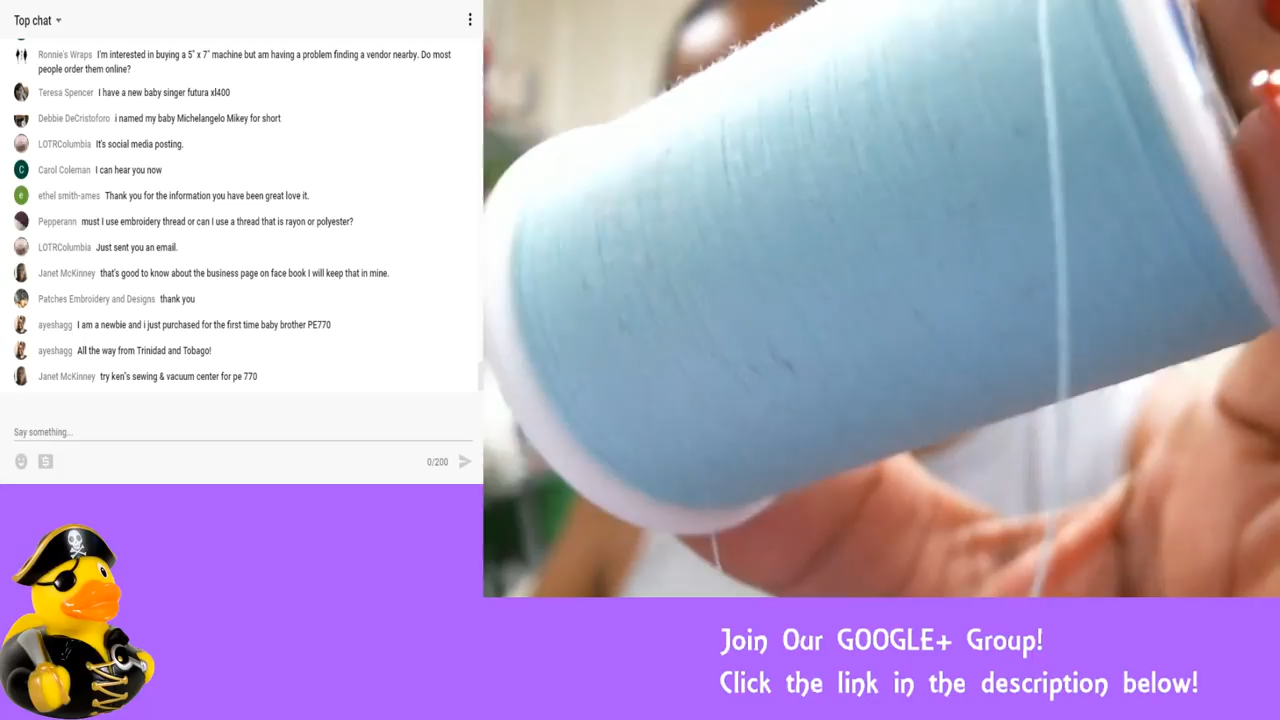 Top chat
Ronnie's Wraps I'm interested in buying a 5" x 7" machine but am having a problem finding a vendor nearby. Do most
people order them online?
Teresa Spencer I have a new baby singer futura xl400
Debbie DeCristoforo i named my baby Michelangelo Mikey for short
LOTRColumbia It's social media posting.
C Carol Coleman I can hear you now
e ethel smith-ames Thank you for the information you have been great love it.
Pepperann must I use embroidery thread or can I use a thread that is rayon or polyester?
LOTRColumbia Just sent you an email.
Janet McKinney that's good to know about the business page on face book I will keep that in mine.
Patches Embroidery and Designs thank you
ayeshagg I am a newbie and i just purchased for the first time baby brother PE770
ayeshagg All the way from Trinidad and Tobago!
Janet McKinney try ken's sewing & vacuum center for pe 770
Say something...
0/200
Join Our GOOGLE+ Group!
Click the link in the description below!